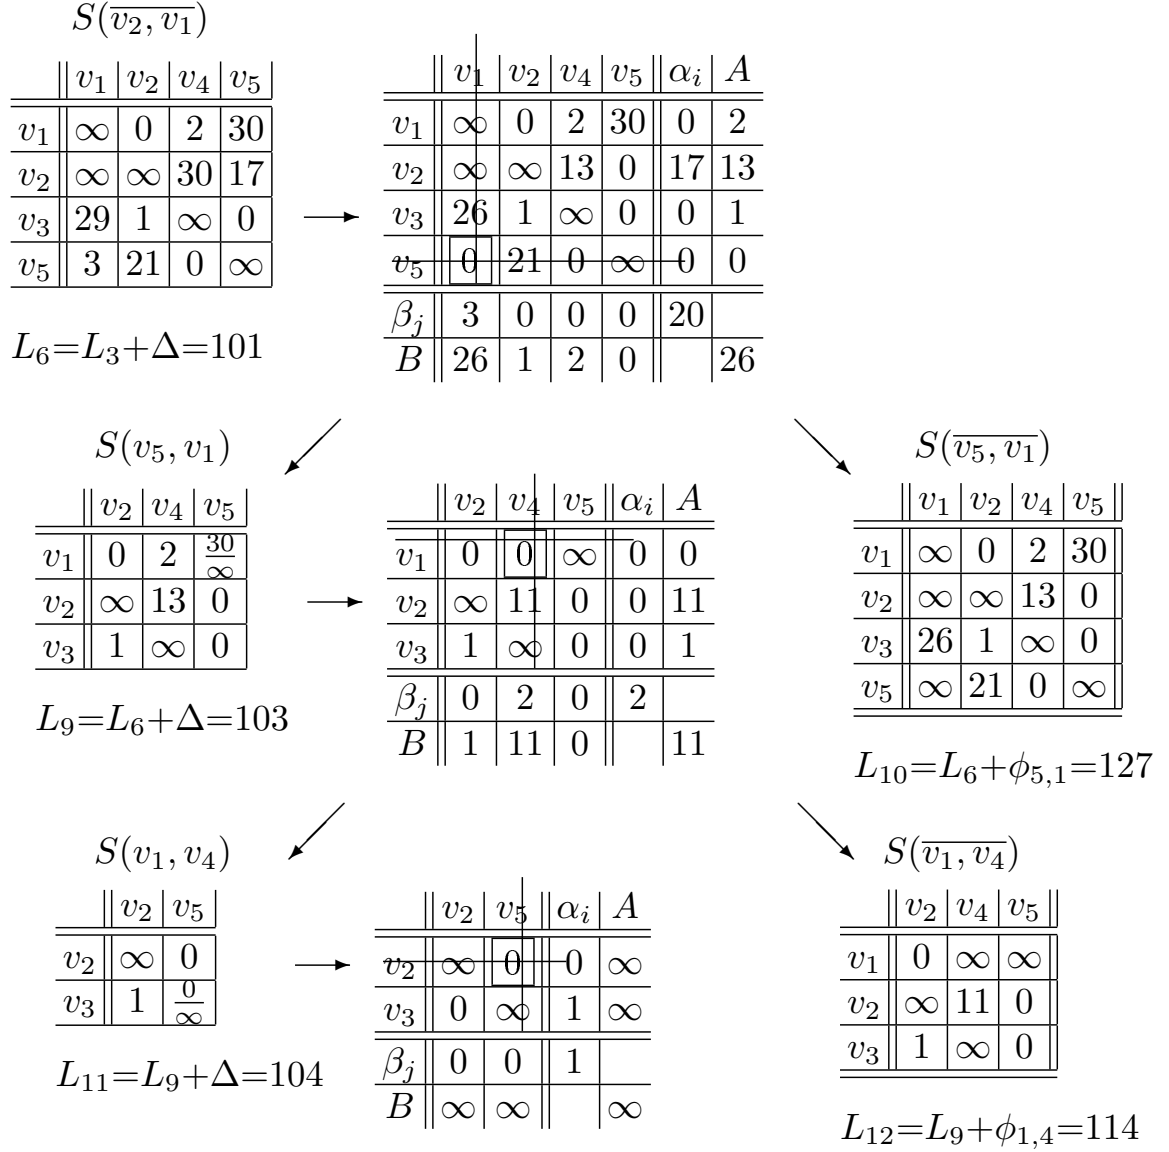 S(v₂, v₁)
v₁ v₂ v₄ v₅
v₁ ∞ 0 2 30
v₂ ∞ ∞ 30 17
v₃ 29 1 ∞ 0
v₅ 3 21 0 ∞
L₆=L₃+Δ=101
v₁ v₂ v₄ v₅ αᵢ A
v₁ ∞ 0 2 30 0 2
v₂ ∞ ∞ 13 0 17 13
v₃ 26 1 ∞ 0 0 1
v₅ 0 21 0 ∞ 0 0
βⱼ 3 0 0 0 20
B 26 1 2 0 26
S(v₅, v₁)
v₂ v₄ v₅
v₁ 0 2 30/∞
v₂ ∞ 13 0
v₃ 1 ∞ 0
L₉=L₆+Δ=103
v₂ v₄ v₅ αᵢ A
v₁ 0 0 ∞ 0 0
v₂ ∞ 11 0 0 11
v₃ 1 ∞ 0 0 1
βⱼ 0 2 0 2
B 1 11 0 11
S(v₅, v₁)
v₁ v₂ v₄ v₅
v₁ ∞ 0 2 30
v₂ ∞ ∞ 13 0
v₃ 26 1 ∞ 0
v₅ ∞ 21 0 ∞
L₁₀=L₆+ϕ₅,₁=127
S(v₁, v₄)
v₂ v₅
v₂ ∞ 0
v₃ 1 0/∞
L₁₁=L₉+Δ=104
v₂ v₅ αᵢ A
v₂ ∞ 0 0 ∞
v₃ 0 ∞ 1 ∞
βⱼ 0 0 1
B ∞ ∞ ∞
S(v₁, v₄)
v₂ v₄ v₅
v₁ 0 ∞ ∞
v₂ ∞ 11 0
v₃ 1 ∞ 0
L₁₂=L₉+ϕ₁,₄=114